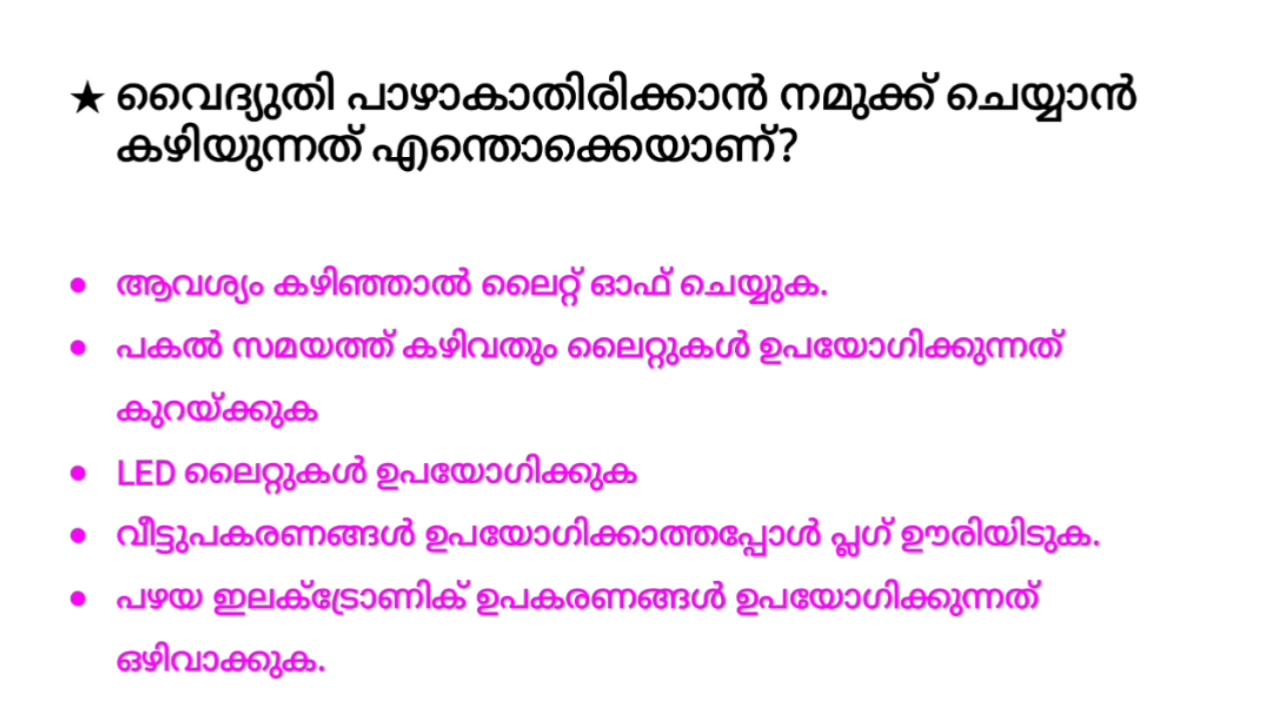 ★ വൈദ്യുതി പാഴാകാതിരിക്കാൻ നമുക്ക് ചെയ്യാൻ
കഴിയുന്നത് എന്തൊക്കെയാണ്?
● ആവശ്യം കഴിഞ്ഞാൽ ലൈറ്റ് ഓഫ് ചെയ്യുക.
● പകൽ സമയത്ത് കഴിവതും ലൈറ്റുകൾ ഉപയോഗിക്കുന്നത്
കുറയ്ക്കുക
● LED ലൈറ്റുകൾ ഉപയോഗിക്കുക
● വീട്ടുപകരണങ്ങൾ ഉപയോഗിക്കാത്തപ്പോൾ പ്ലഗ് ഊരിയിടുക.
● പഴയ ഇലക്ട്രോണിക് ഉപകരണങ്ങൾ ഉപയോഗിക്കുന്നത്
ഒഴിവാക്കുക.